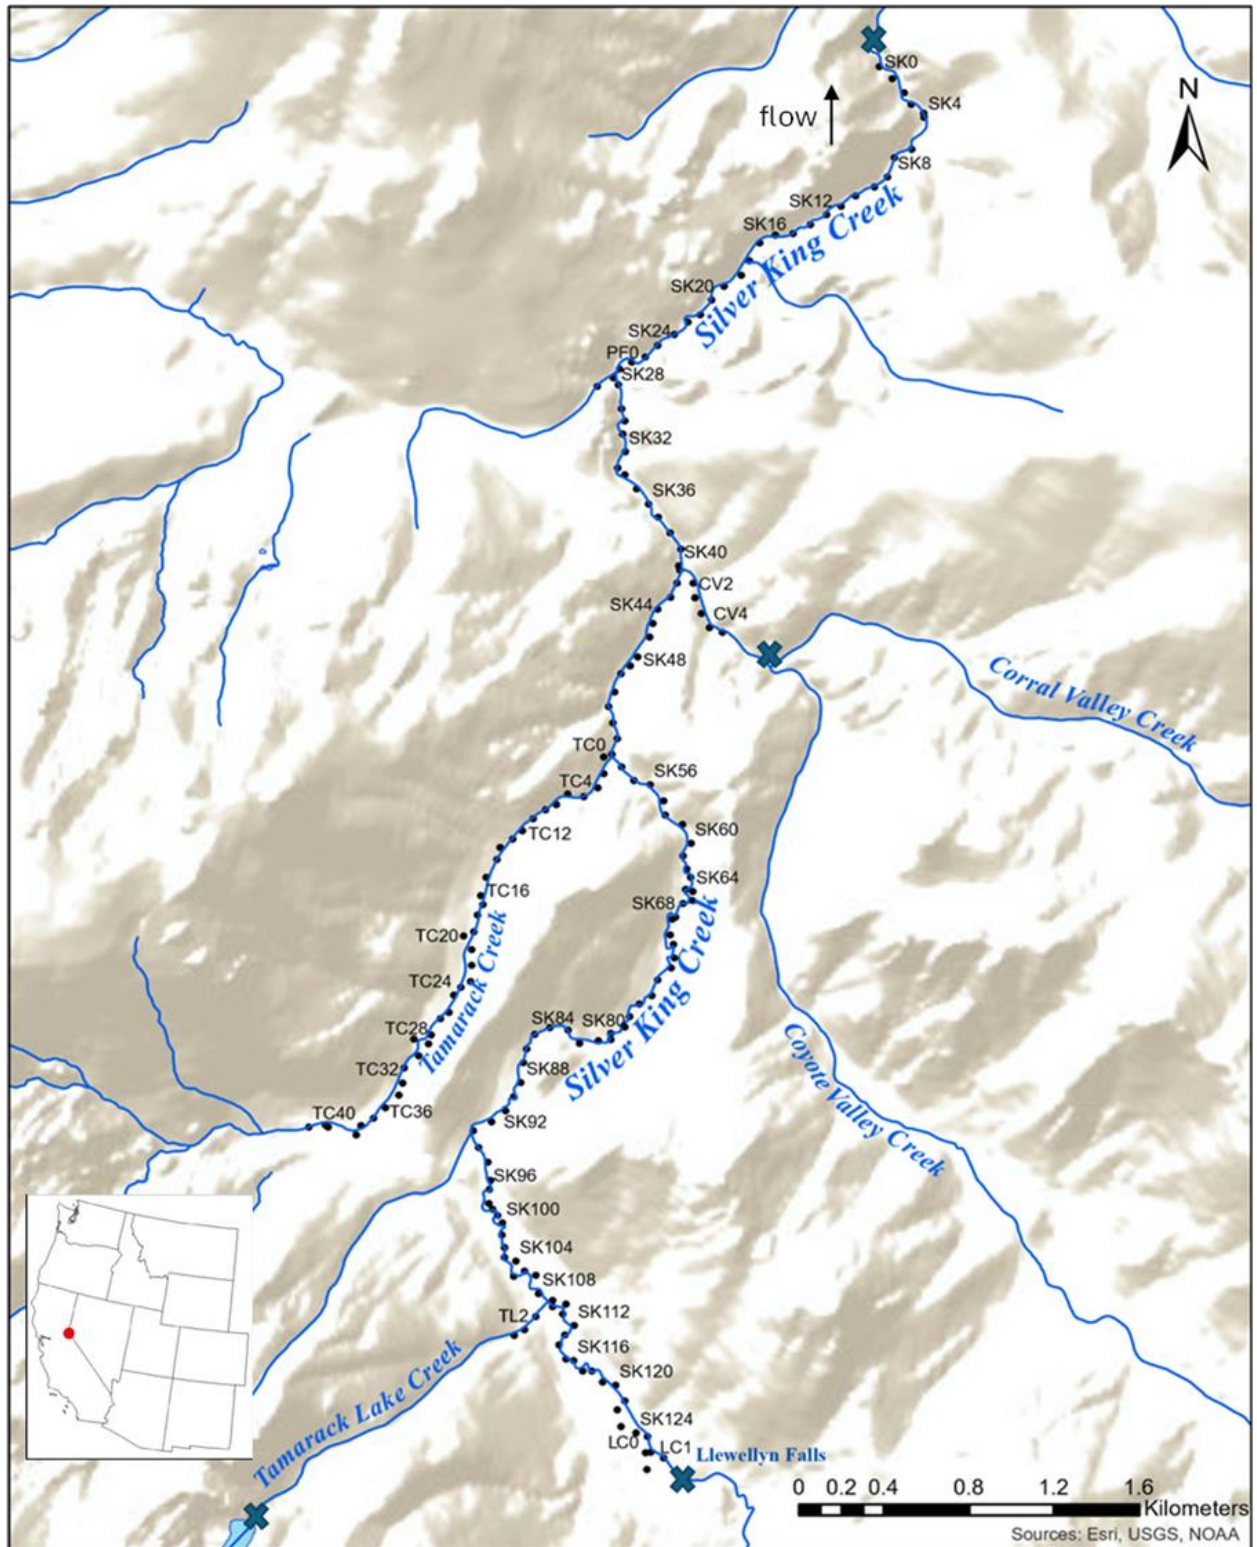 SK0
N
SK4
flow
SK8
SK12
SK16
Silver King Creek
SK20
SK24
PF0
SK28
SK32
SK36
SK40
CV2
SK44
CV4
SK48
Corral Valley Creek
TC0
SK56
TC4
SK60
TC12
SK64
TC16
SK68
TC20
Tamarack Creek
TC24
Silver King Creek
SK84
SK80
TC28
Coyote Valley Creek
TC32
SK88
TC36
TC40
SK92
SK96
SK100
SK104
SK108
SK112
TL2
SK116
SK120
Tamarack Lake Creek
SK124
LC0
LC1
Llewellyn Falls
0 0.2 0.4 0.8 1.2 1.6
Kilometers
Sources: Esri, USGS, NOAA